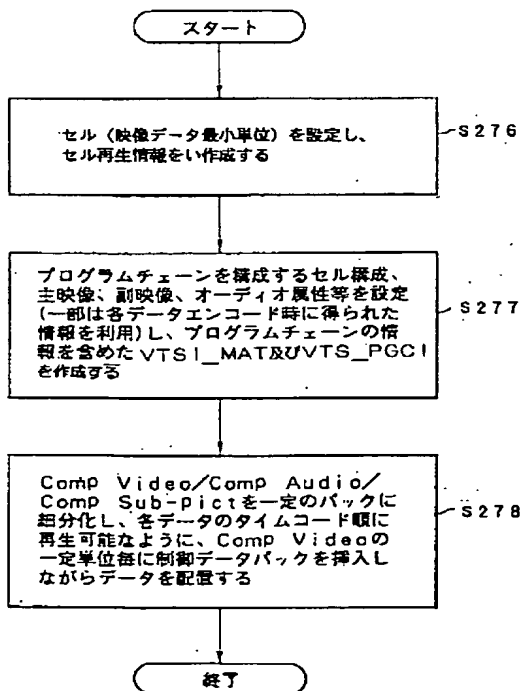 スタート
セル（映像データ最小単位）を設定し、
セル再生情報をい作成する
S276
プログラムチェーンを構成するセル構成、
主映像、副映像、オーディオ属性等を設定
(一部は各データエンコード時に得られた
情報を利用)し、プログラムチェーンの情
報を含めたVTSI_MAT及びVTS_PGCI
を作成する
S277
Comp Video/Comp Audio/
Comp Sub-pictを一定のパックに
細分化し、各データのタイムコード順に
再生可能なように、Comp Videoの
一定単位毎に制御データパックを挿入し
ながらデータを配置する
S278
終了